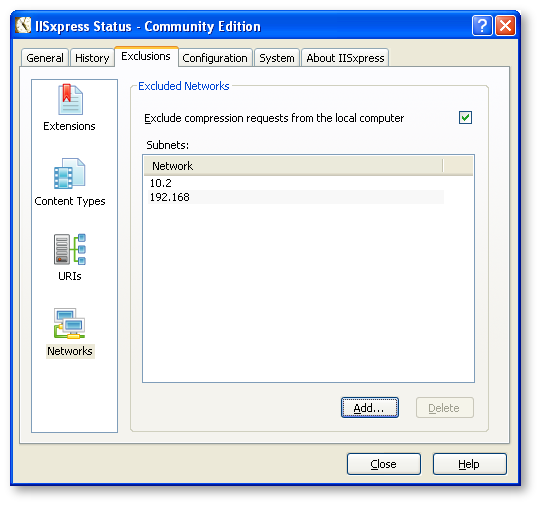 IISxpress Status - Community Edition
General History Exclusions Configuration System About IISxpress
Extensions
Content Types
URIs
Networks
Excluded Networks
Exclude compression requests from the local computer
Subnets:
Network
10.2
192.168
Add... Delete
Close Help